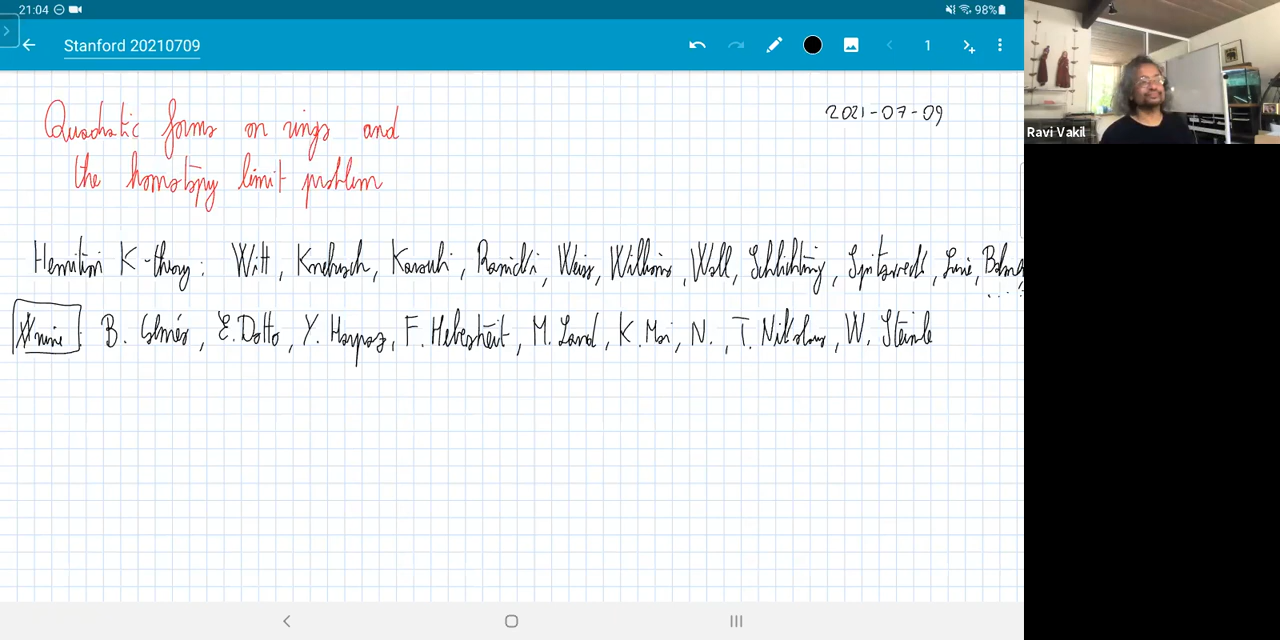 21:04
98%
Stanford 20210709
1
Quadratic forms on rings and
the homotopy limit problem
2021-07-09
Hermitian K-theory: Witt, Knebusch, Karoubi, Ranicki, Weiss, Williams, Wall, Schlichting, Spitzweck, Lurie,
...
B. Calmès, E. Dotto, Y. Harpaz, F. Hebestreit, M. Land, K. Moi, N., T. Nikolaus, W. Steimle
Ravi Vakil